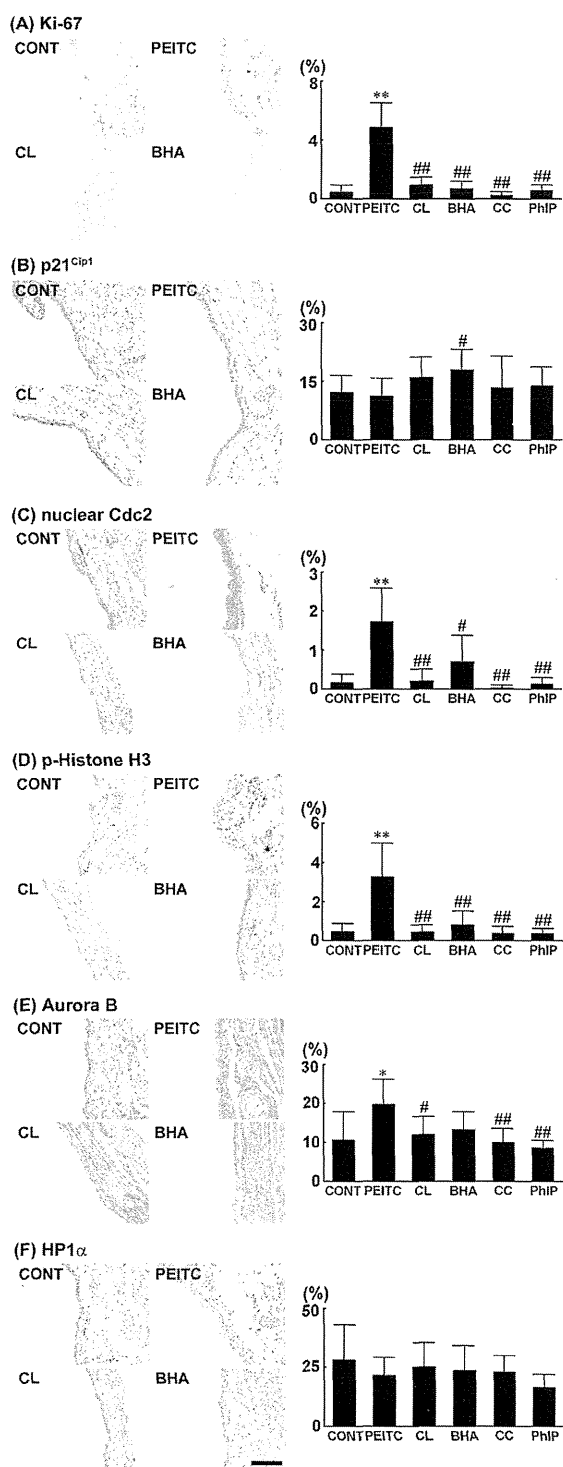 (A) Ki-67
CONT PEITC
CL BHA
(%)
8
4
0
**
## ## ## ##
CONT PEITC CL BHA CC PhIP
(B) p21Cip1
CONT PEITC
CL BHA
(%)
30
15
0
#
CONT PEITC CL BHA CC PhIP
(C) nuclear Cdc2
CONT PEITC
CL BHA
(%)
3
2
1
0
**
## # ## ##
CONT PEITC CL BHA CC PhIP
(D) p-Histone H3
CONT PEITC
CL BHA
(%)
6
4
2
0
**
## ## ## ##
CONT PEITC CL BHA CC PhIP
(E) Aurora B
CONT PEITC
CL BHA
(%)
30
20
10
0
*
# ## ##
CONT PEITC CL BHA CC PhIP
(F) HP1α
CONT PEITC
CL BHA
(%)
50
25
0
CONT PEITC CL BHA CC PhIP